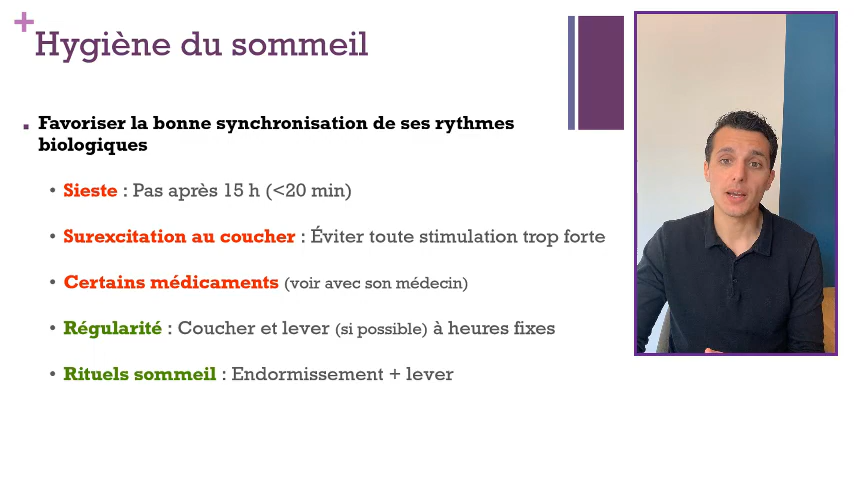 Hygiène du sommeil
Favoriser la bonne synchronisation de ses rythmes
biologiques
• Sieste : Pas après 15 h (<20 min)
• Surexcitation au coucher : Éviter toute stimulation trop forte
• Certains médicaments (voir avec son médecin)
• Régularité : Coucher et lever (si possible) à heures fixes
• Rituels sommeil : Endormissement + lever